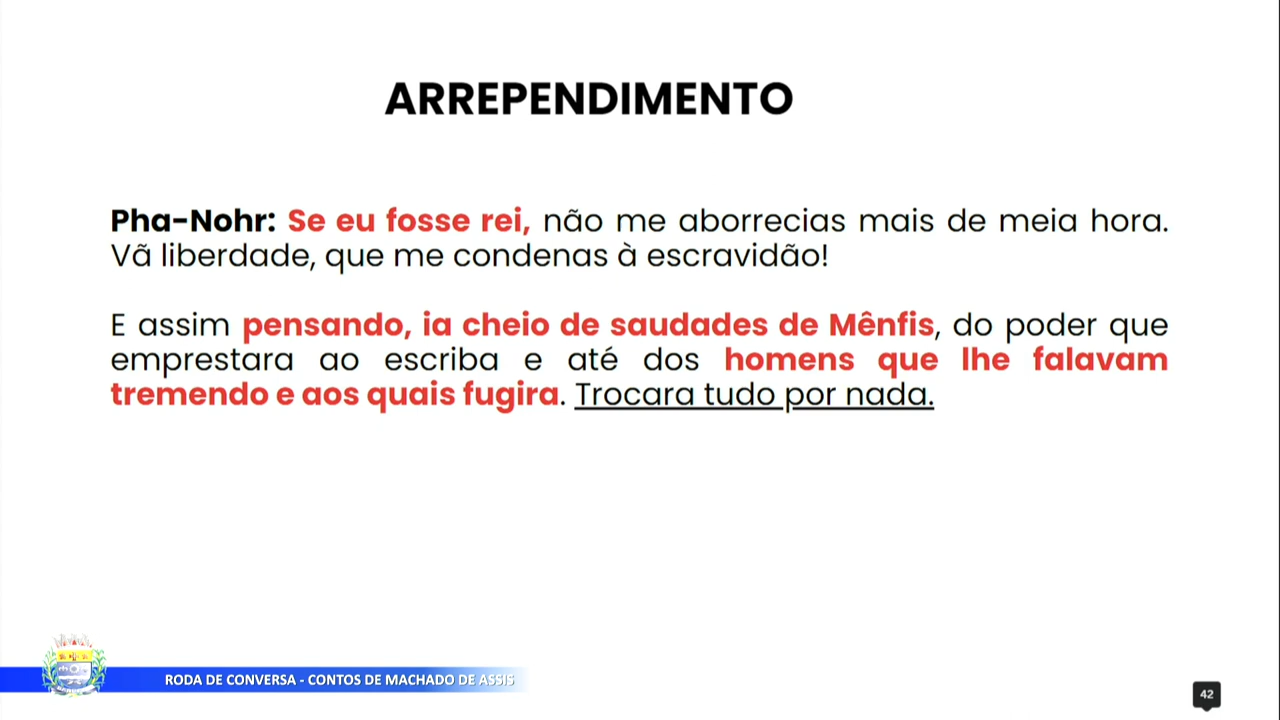 ARREPENDIMENTO
Pha-Nohr: Se eu fosse rei, não me aborrecias mais de meia hora.
Vã liberdade, que me condenas à escravidão!
E assim pensando, ia cheio de saudades de Mênfis, do poder que
emprestara ao escriba e até dos homens que lhe falavam
tremendo e aos quais fugira. Trocara tudo por nada.
RODA DE CONVERSA - CONTOS DE MACHADO DE ASSIS
42